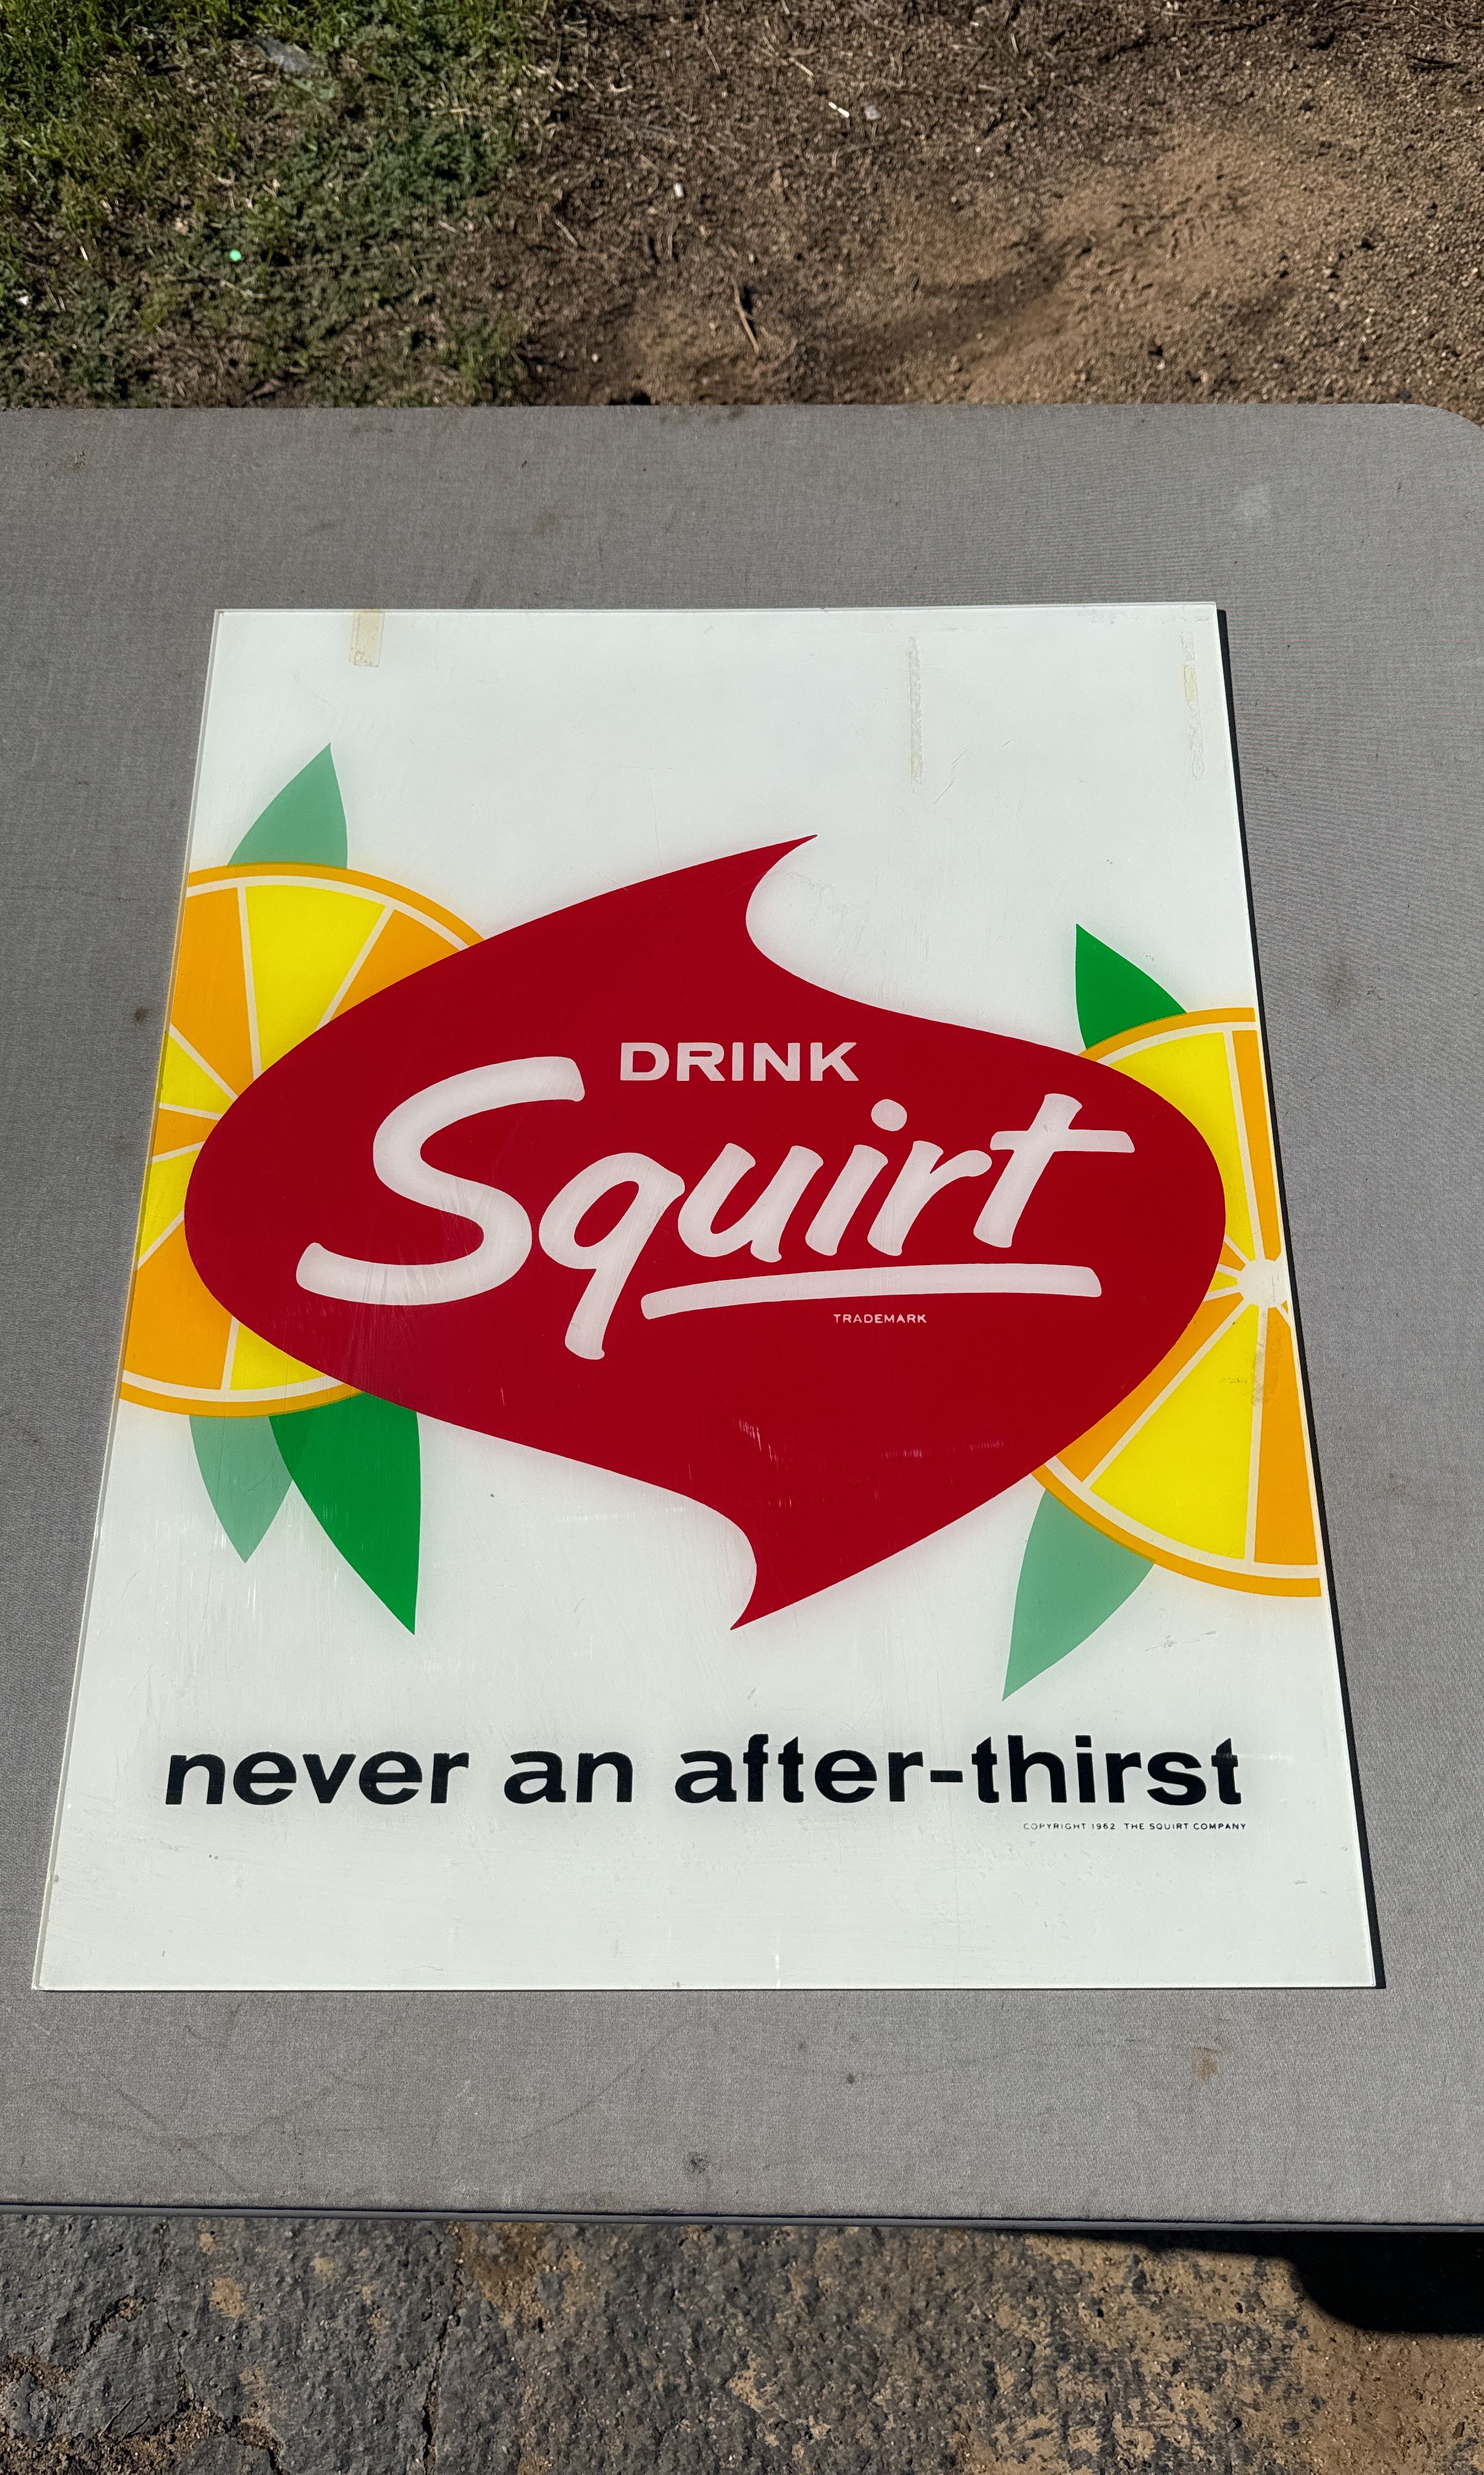 DRINK
Squirt
TRADEMARK
never an after-thirst
COPYRIGHT 1962 THE SQUIRT COMPANY